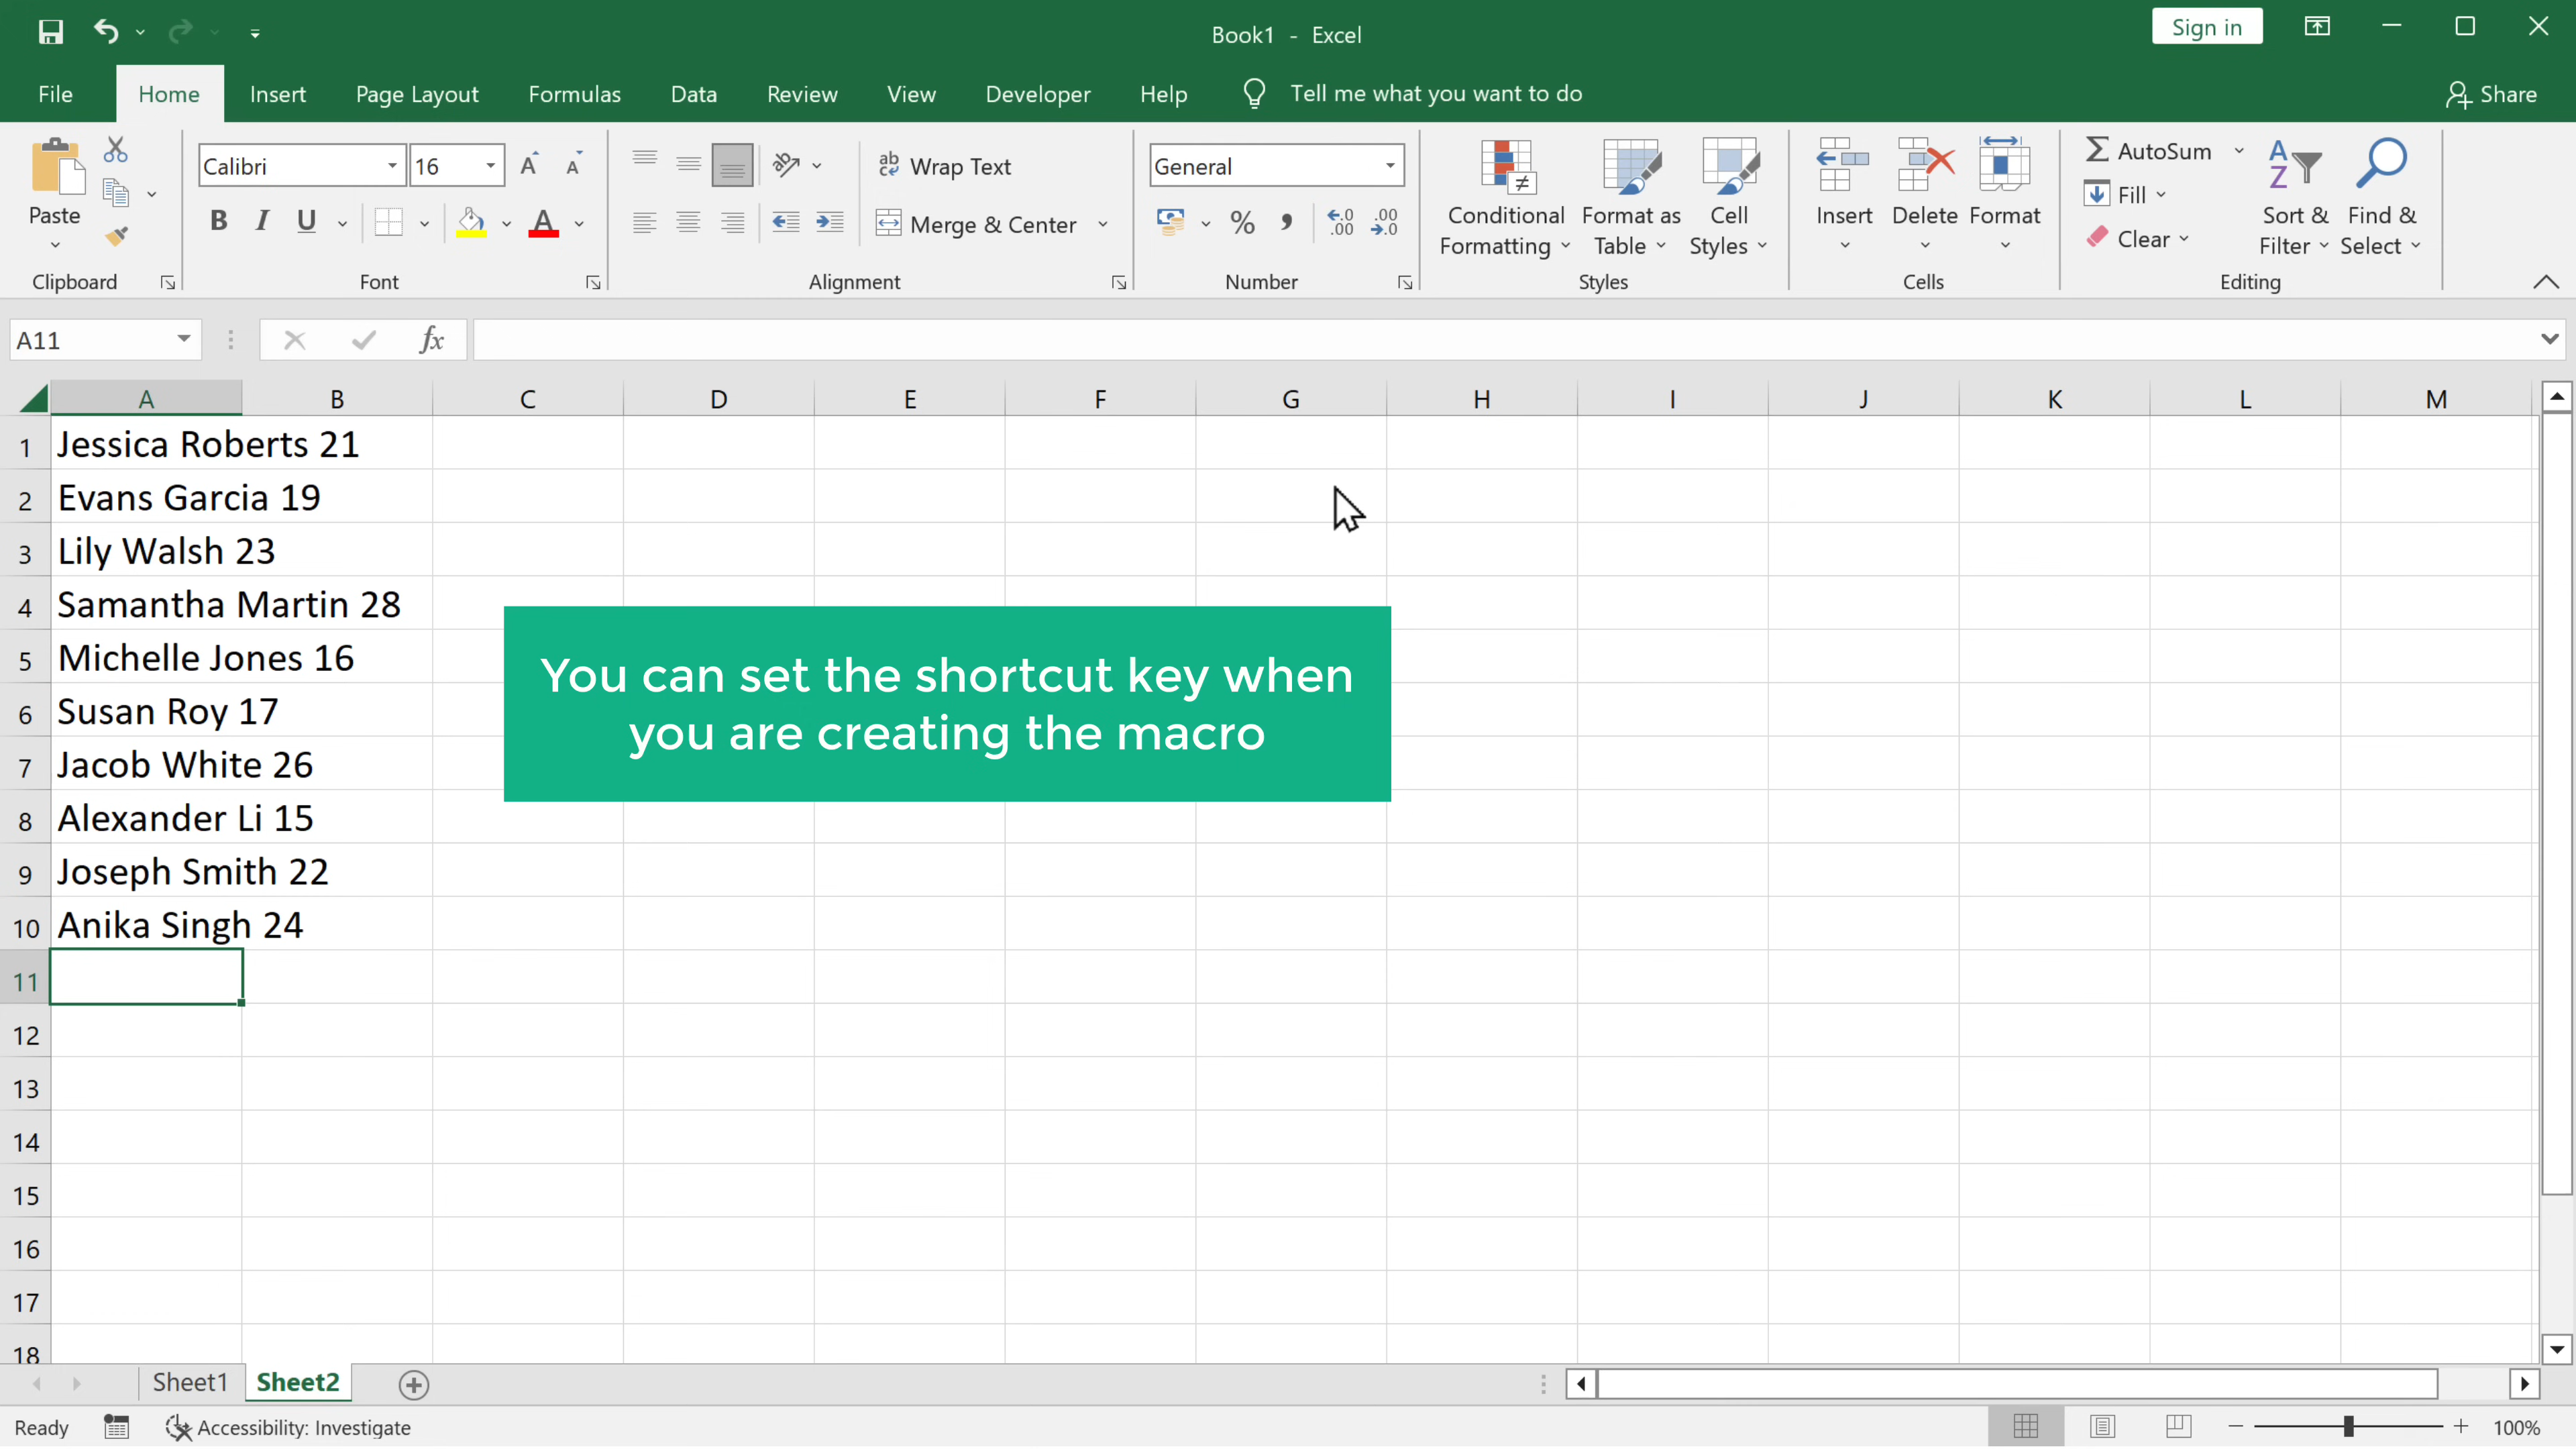 Book1 - Excel
Sign in
File Home Insert Page Layout Formulas Data Review View Developer Help Tell me what you want to do Share
Paste
Clipboard
Calibri 16
B I U A
Font
Wrap Text
Merge & Center
Alignment
General
Number
Conditional Formatting
Format as Table
Cell Styles
Styles
Insert Delete Format
Cells
AutoSum
Fill
Clear
Sort & Filter
Find & Select
Editing
A11 fx
A B C D E F G H I J K L M
1 Jessica Roberts 21
2 Evans Garcia 19
3 Lily Walsh 23
4 Samantha Martin 28
5 Michelle Jones 16
6 Susan Roy 17
7 Jacob White 26
8 Alexander Li 15
9 Joseph Smith 22
10 Anika Singh 24
11
12
13
14
15
16
17
18
You can set the shortcut key when
you are creating the macro
Sheet1 Sheet2
Ready Accessibility: Investigate 100%